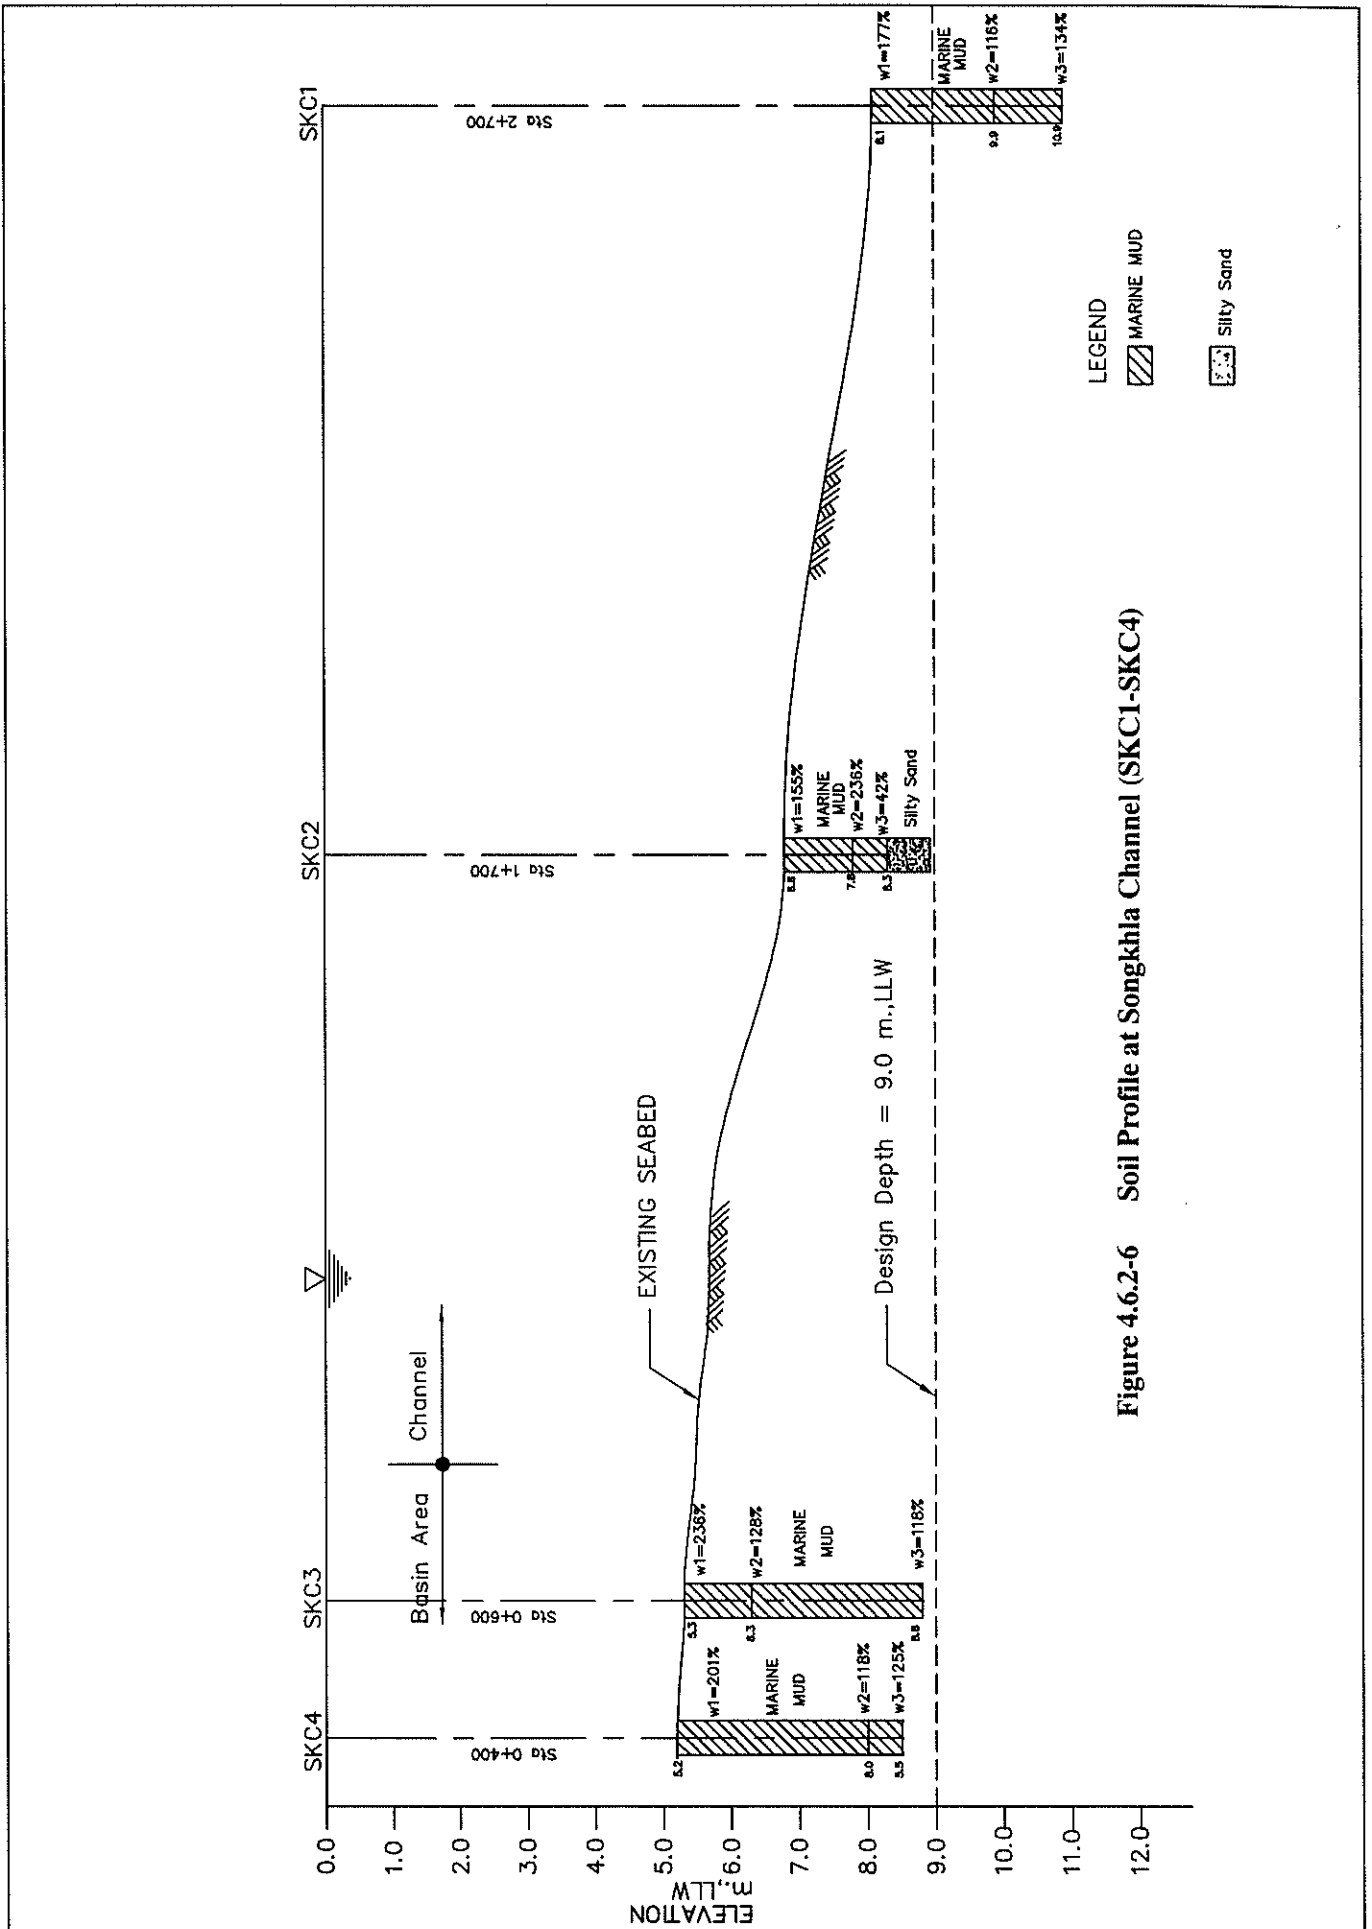 SKC4
SKC3
SKC2
SKC1
Sta 0+400
Sta 0+600
Sta 1+700
Sta 2+700
Basin Area
Channel
ELEVATION
m.,LLW
0.0
1.0
2.0
3.0
4.0
5.0
6.0
7.0
8.0
9.0
10.0
11.0
12.0
EXISTING SEABED
Design Depth = 9.0 m.,LLW
5.2
w1=201%
MARINE
MUD
8.0
w2=118%
8.5
w3=125%
5.3
w1=236%
6.3
w2=128%
MARINE
MUD
8.8
w3=118%
6.8
w1=155%
MARINE
MUD
7.8
w2=236%
8.3
w3=42%
Silty Sand
8.1
w1=177%
MARINE
MUD
9.9
w2=116%
10.9
w3=134%
LEGEND
MARINE MUD
Silty Sand
Figure 4.6.2-6 Soil Profile at Songkhla Channel (SKC1-SKC4)